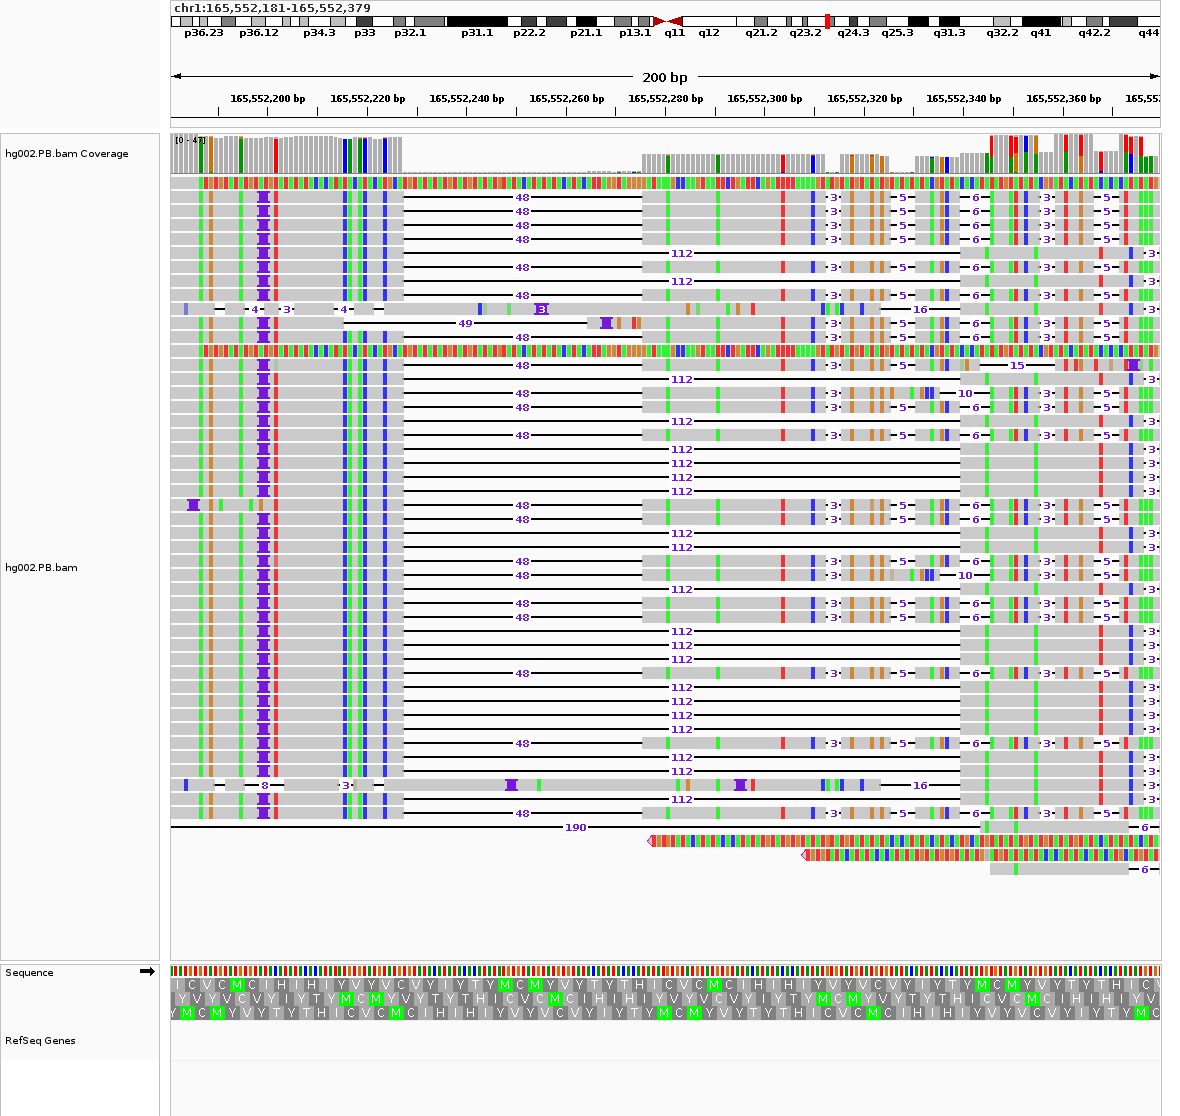 chr1:165,552,181-165,552,379
p36.23 p36.12 p34.3 p33 p32.1 p31.1 p22.2 p21.1 p13.1 q11 q12 q21.2 q23.2 q24.3 q25.3 q31.3 q32.2 q41 q42.2 q44
200 bp
165,552,200 bp 165,552,220 bp 165,552,240 bp 165,552,260 bp 165,552,280 bp 165,552,300 bp 165,552,320 bp 165,552,340 bp 165,552,360 bp
hg002.PB.bam Coverage
[0 - 47]
48 3 5 6 3 5
48 3 5 6 3 5
48 3 5 6 3 5
48 3 5 6 3 5
112 3
48 3 5 6 3 5
112 3
48 3 5 6 3 5
4 3 4 3 16 3
49 3 5 6 3 5
48 3 5 6 3 5
48 3 5 15
112 3
48 3 10 3 5
48 3 5 6 3 5
112 3
48 3 5 6 3 5
112 3
112 3
112 3
112 3
48 3 5 6 3 5
48 3 5 6 3 5
112 3
112 3
48 3 5 6 3 5
hg002.PB.bam
48 3 10 3 5
112 3
48 3 5 6 3 5
48 3 5 6 3 5
112 3
112 3
112 3
48 3 5 6 3 5
112 3
112 3
112 3
112 3
48 3 5 6 3 5
112 3
112 3
8 3 16 3
112 3
48 3 5 6 3 5
190 6
6
Sequence
I C V C M C I H I H I Y V Y V C V Y I Y T Y M C M Y V Y T Y T H I C V C M C I H I H I Y V Y V C V Y I Y T Y M C M Y V Y T Y T H I C V
Y V Y V C V Y I Y T Y M C M Y V Y T Y T H I C V C M C I H I H I Y V Y V C V Y I Y T Y M C M Y V Y T Y T H I C V C M C I H I H I Y V
Y M C M Y V Y T Y T H I C V C M C I H I H I Y V Y V C V Y I Y T Y M C M Y V Y T Y T H I C V C M C I H I H I Y V Y V C V Y I Y T Y M C
RefSeq Genes